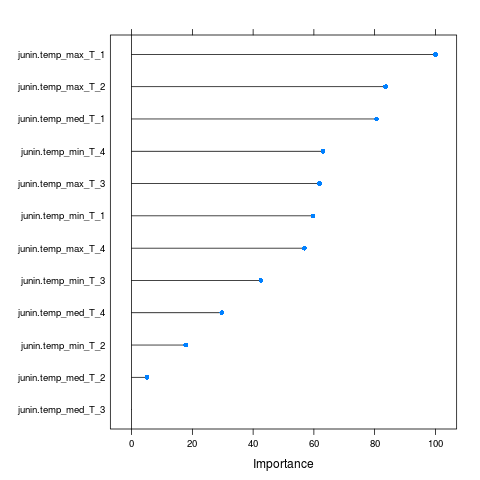 junin.temp_max_T_1
junin.temp_max_T_2
junin.temp_med_T_1
junin.temp_min_T_4
junin.temp_max_T_3
junin.temp_min_T_1
junin.temp_max_T_4
junin.temp_min_T_3
junin.temp_med_T_4
junin.temp_min_T_2
junin.temp_med_T_2
junin.temp_med_T_3
0 20 40 60 80 100
Importance